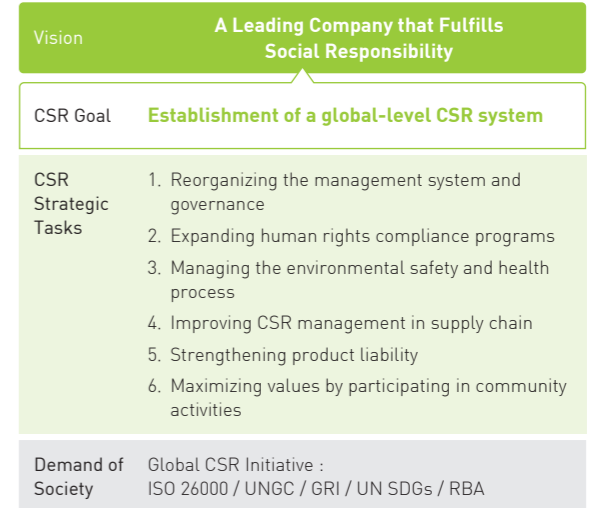 Vision
A Leading Company that Fulfills
Social Responsibility
CSR Goal
Establishment of a global-level CSR system
CSR
Strategic
Tasks
1. Reorganizing the management system and
governance
2. Expanding human rights compliance programs
3. Managing the environmental safety and health
process
4. Improving CSR management in supply chain
5. Strengthening product liability
6. Maximizing values by participating in community
activities
Demand of
Society
Global CSR Initiative :
ISO 26000 / UNGC / GRI / UN SDGs / RBA